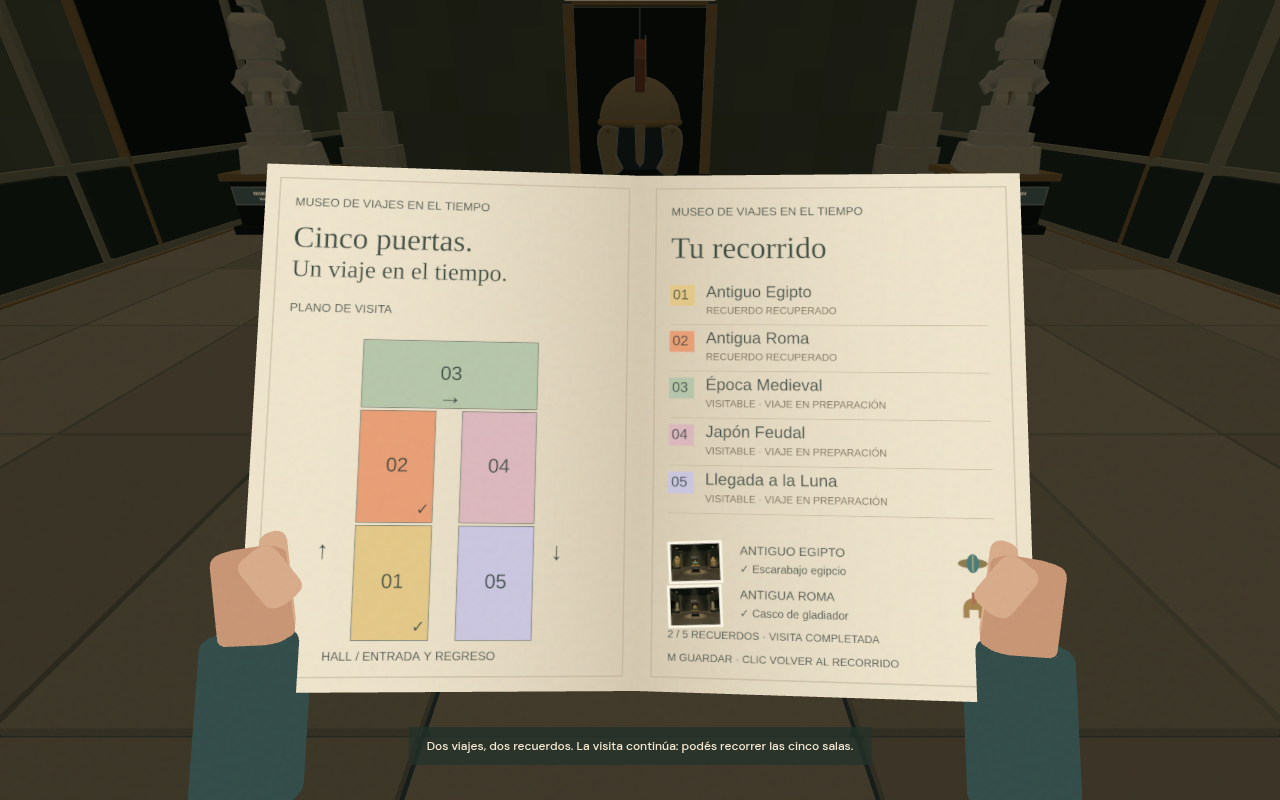 MUSEO DE VIAJES EN EL TIEMPO
Cinco puertas.
Un viaje en el tiempo.
PLANO DE VISITA
03
→
02
✓
04
↑
01
✓
05
↓
HALL / ENTRADA Y REGRESO
MUSEO DE VIAJES EN EL TIEMPO
Tu recorrido
01 Antiguo Egipto
RECUERDO RECUPERADO
02 Antigua Roma
RECUERDO RECUPERADO
03 Época Medieval
VISITABLE · VIAJE EN PREPARACIÓN
04 Japón Feudal
VISITABLE · VIAJE EN PREPARACIÓN
05 Llegada a la Luna
VISITABLE · VIAJE EN PREPARACIÓN
ANTIGUO EGIPTO
✓ Escarabajo egipcio
ANTIGUA ROMA
✓ Casco de gladiador
2 / 5 RECUERDOS · VISITA COMPLETADA
M GUARDAR · CLIC VOLVER AL RECORRIDO
Dos viajes, dos recuerdos. La visita continúa: podés recorrer las cinco salas.